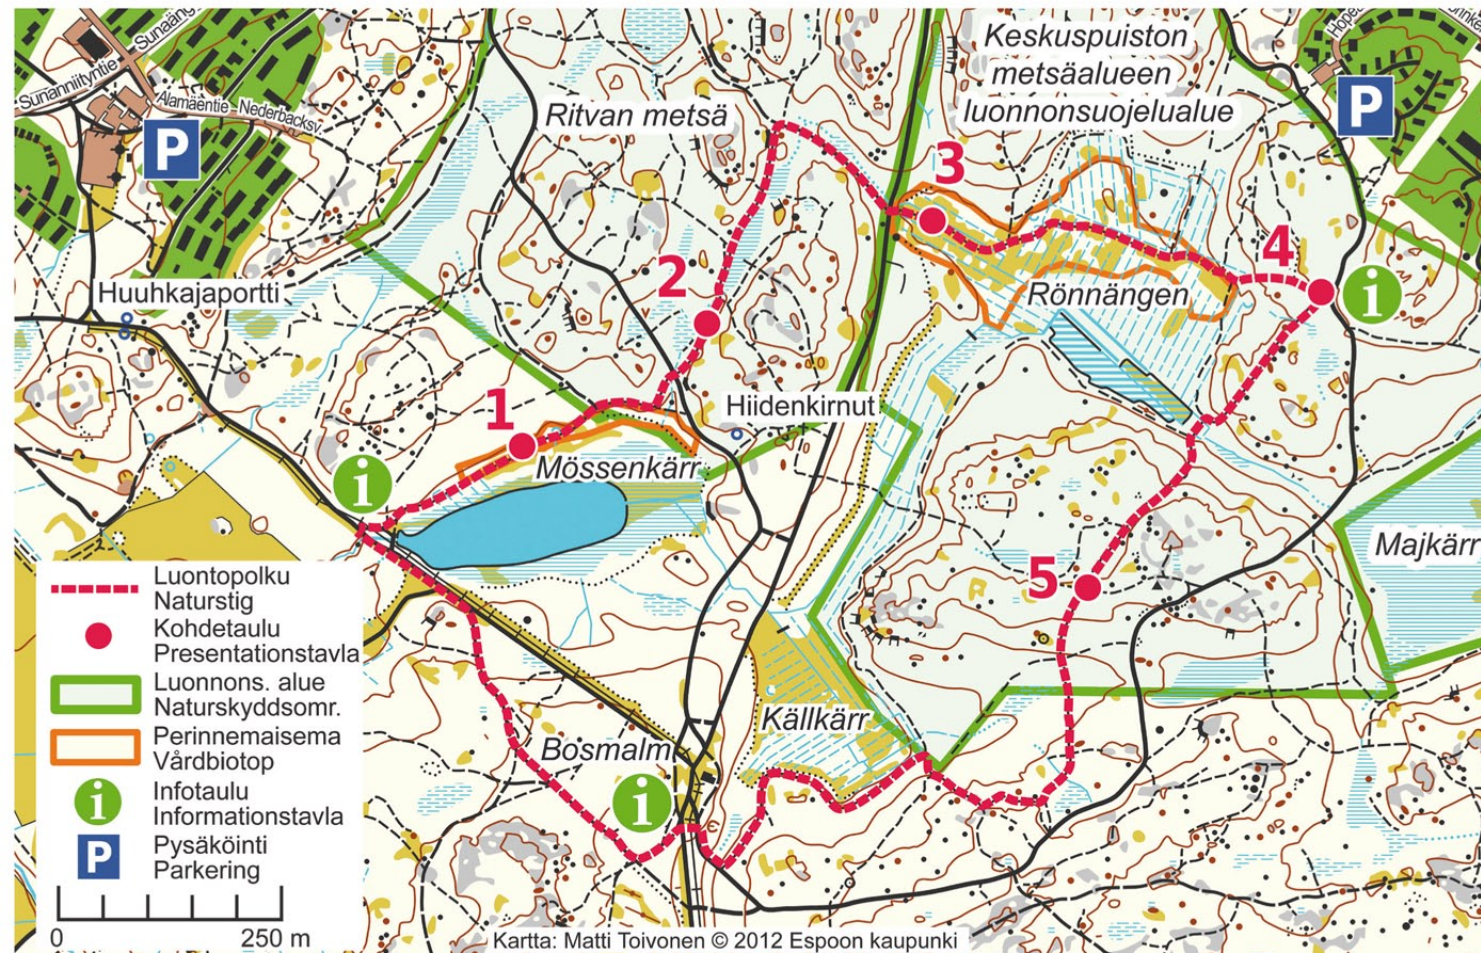 Sunaäng
Sunanniityntie
Alamäentie - Nederbacksv.
P
Huuhkajaportti
Ritvan metsä
Keskuspuiston
metsäalueen
luonnonsuojelualue
P
3
4
2
i
Rönnängen
1
Hiidenkirnut
Mössenkärr
i
Majkärr
5
Källkärr
Bosmalm
i
Luontopolku
Naturstig
Kohdetaulu
Presentationstavla
Luonnons. alue
Naturskyddsomr.
Perinnemaisema
Vårdbiotop
i
Infotaulu
Informationstavla
P
Pysäköinti
Parkering
0 250 m
Kartta: Matti Toivonen © 2012 Espoon kaupunki